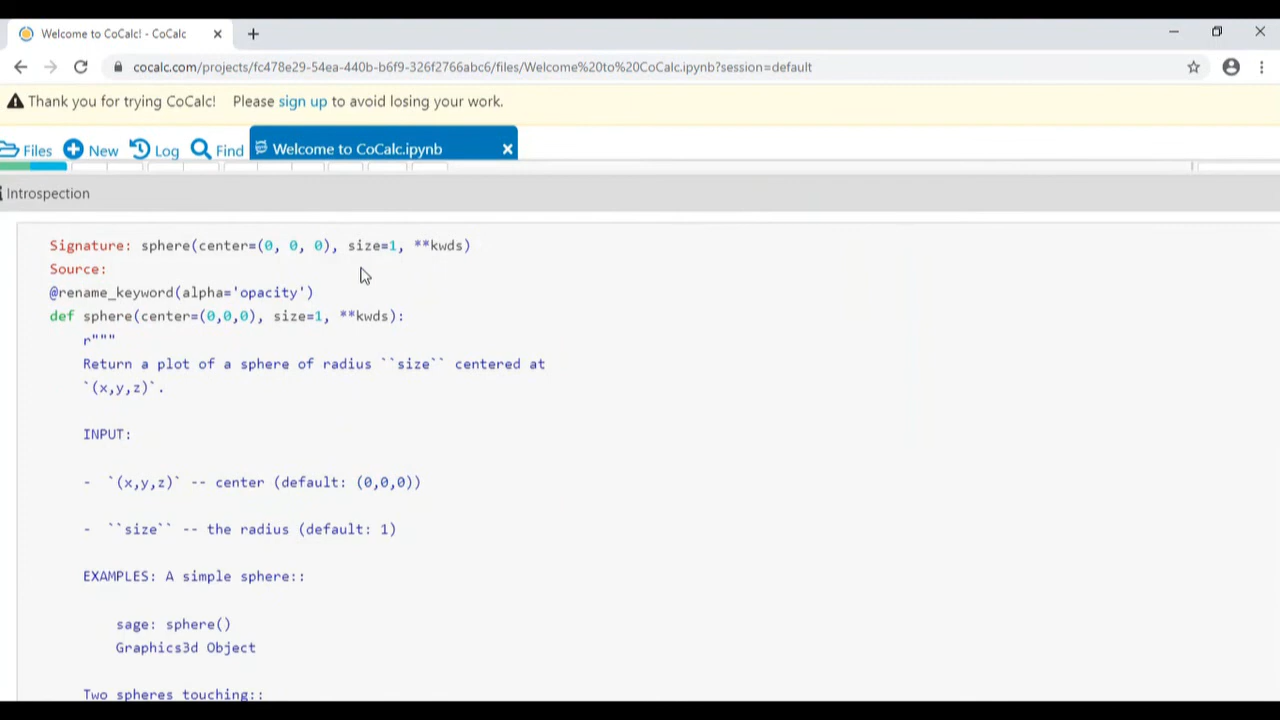 Welcome to CoCalc! - CoCalc
cocalc.com/projects/fc478e29-54ea-440b-b6f9-326f2766abc6/files/Welcome%20to%20CoCalc.ipynb?session=default
Thank you for trying CoCalc! Please sign up to avoid losing your work.
Files New Log Find Welcome to CoCalc.ipynb
Introspection
Signature: sphere(center=(0, 0, 0), size=1, **kwds)
Source:
@rename_keyword(alpha='opacity')
def sphere(center=(0,0,0), size=1, **kwds):
r"""
Return a plot of a sphere of radius ``size`` centered at
`(x,y,z)`.
INPUT:
- `(x,y,z)` -- center (default: (0,0,0))
- ``size`` -- the radius (default: 1)
EXAMPLES: A simple sphere::
sage: sphere()
Graphics3d Object
Two spheres touching::